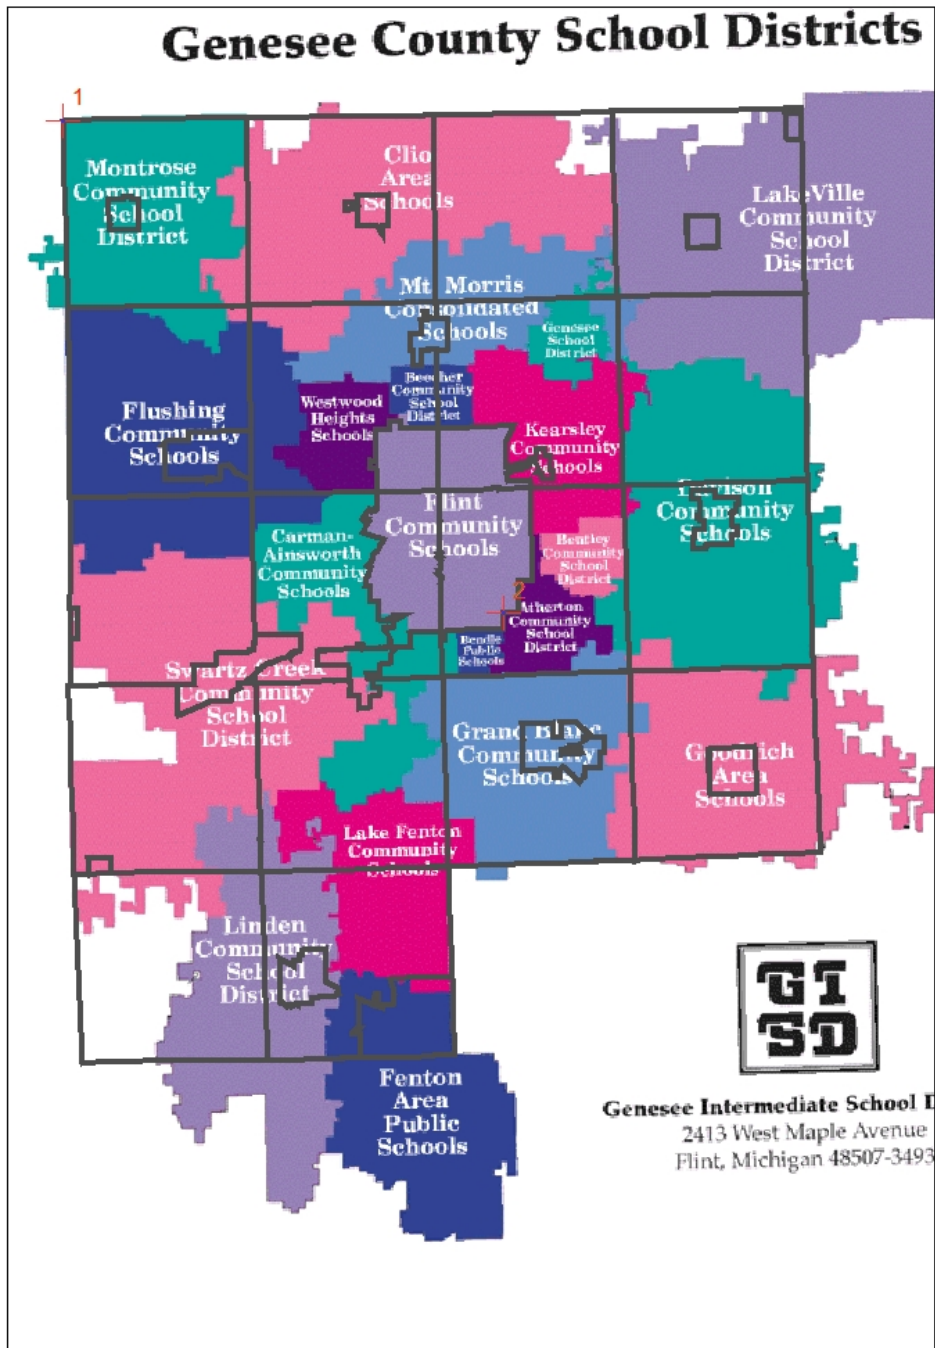 Genesee County School Districts
1
Montrose
Community
School
District
Clio
Area
Schools
LakeVille
Community
School
District
Mt. Morris
Consolidated
Schools
Genesee
School
District
Beecher
Community
School
District
Westwood
Heights
Schools
Flushing
Community
Schools
Kearsley
Community
Schools
Flint
Community
Schools
Davison
Community
Schools
Carman-
Ainsworth
Community
Schools
Bentley
Community
School
District
2
Atherton
Community
School
District
Bendle
Public
Schools
Swartz Creek
Community
School
District
Grand Blanc
Community
Schools
Goodrich
Area
Schools
Lake Fenton
Community
Schools
Linden
Community
School
District
GI
SD
Fenton
Area
Public
Schools
Genesee Intermediate School D
2413 West Maple Avenue
Flint, Michigan 48507-3493